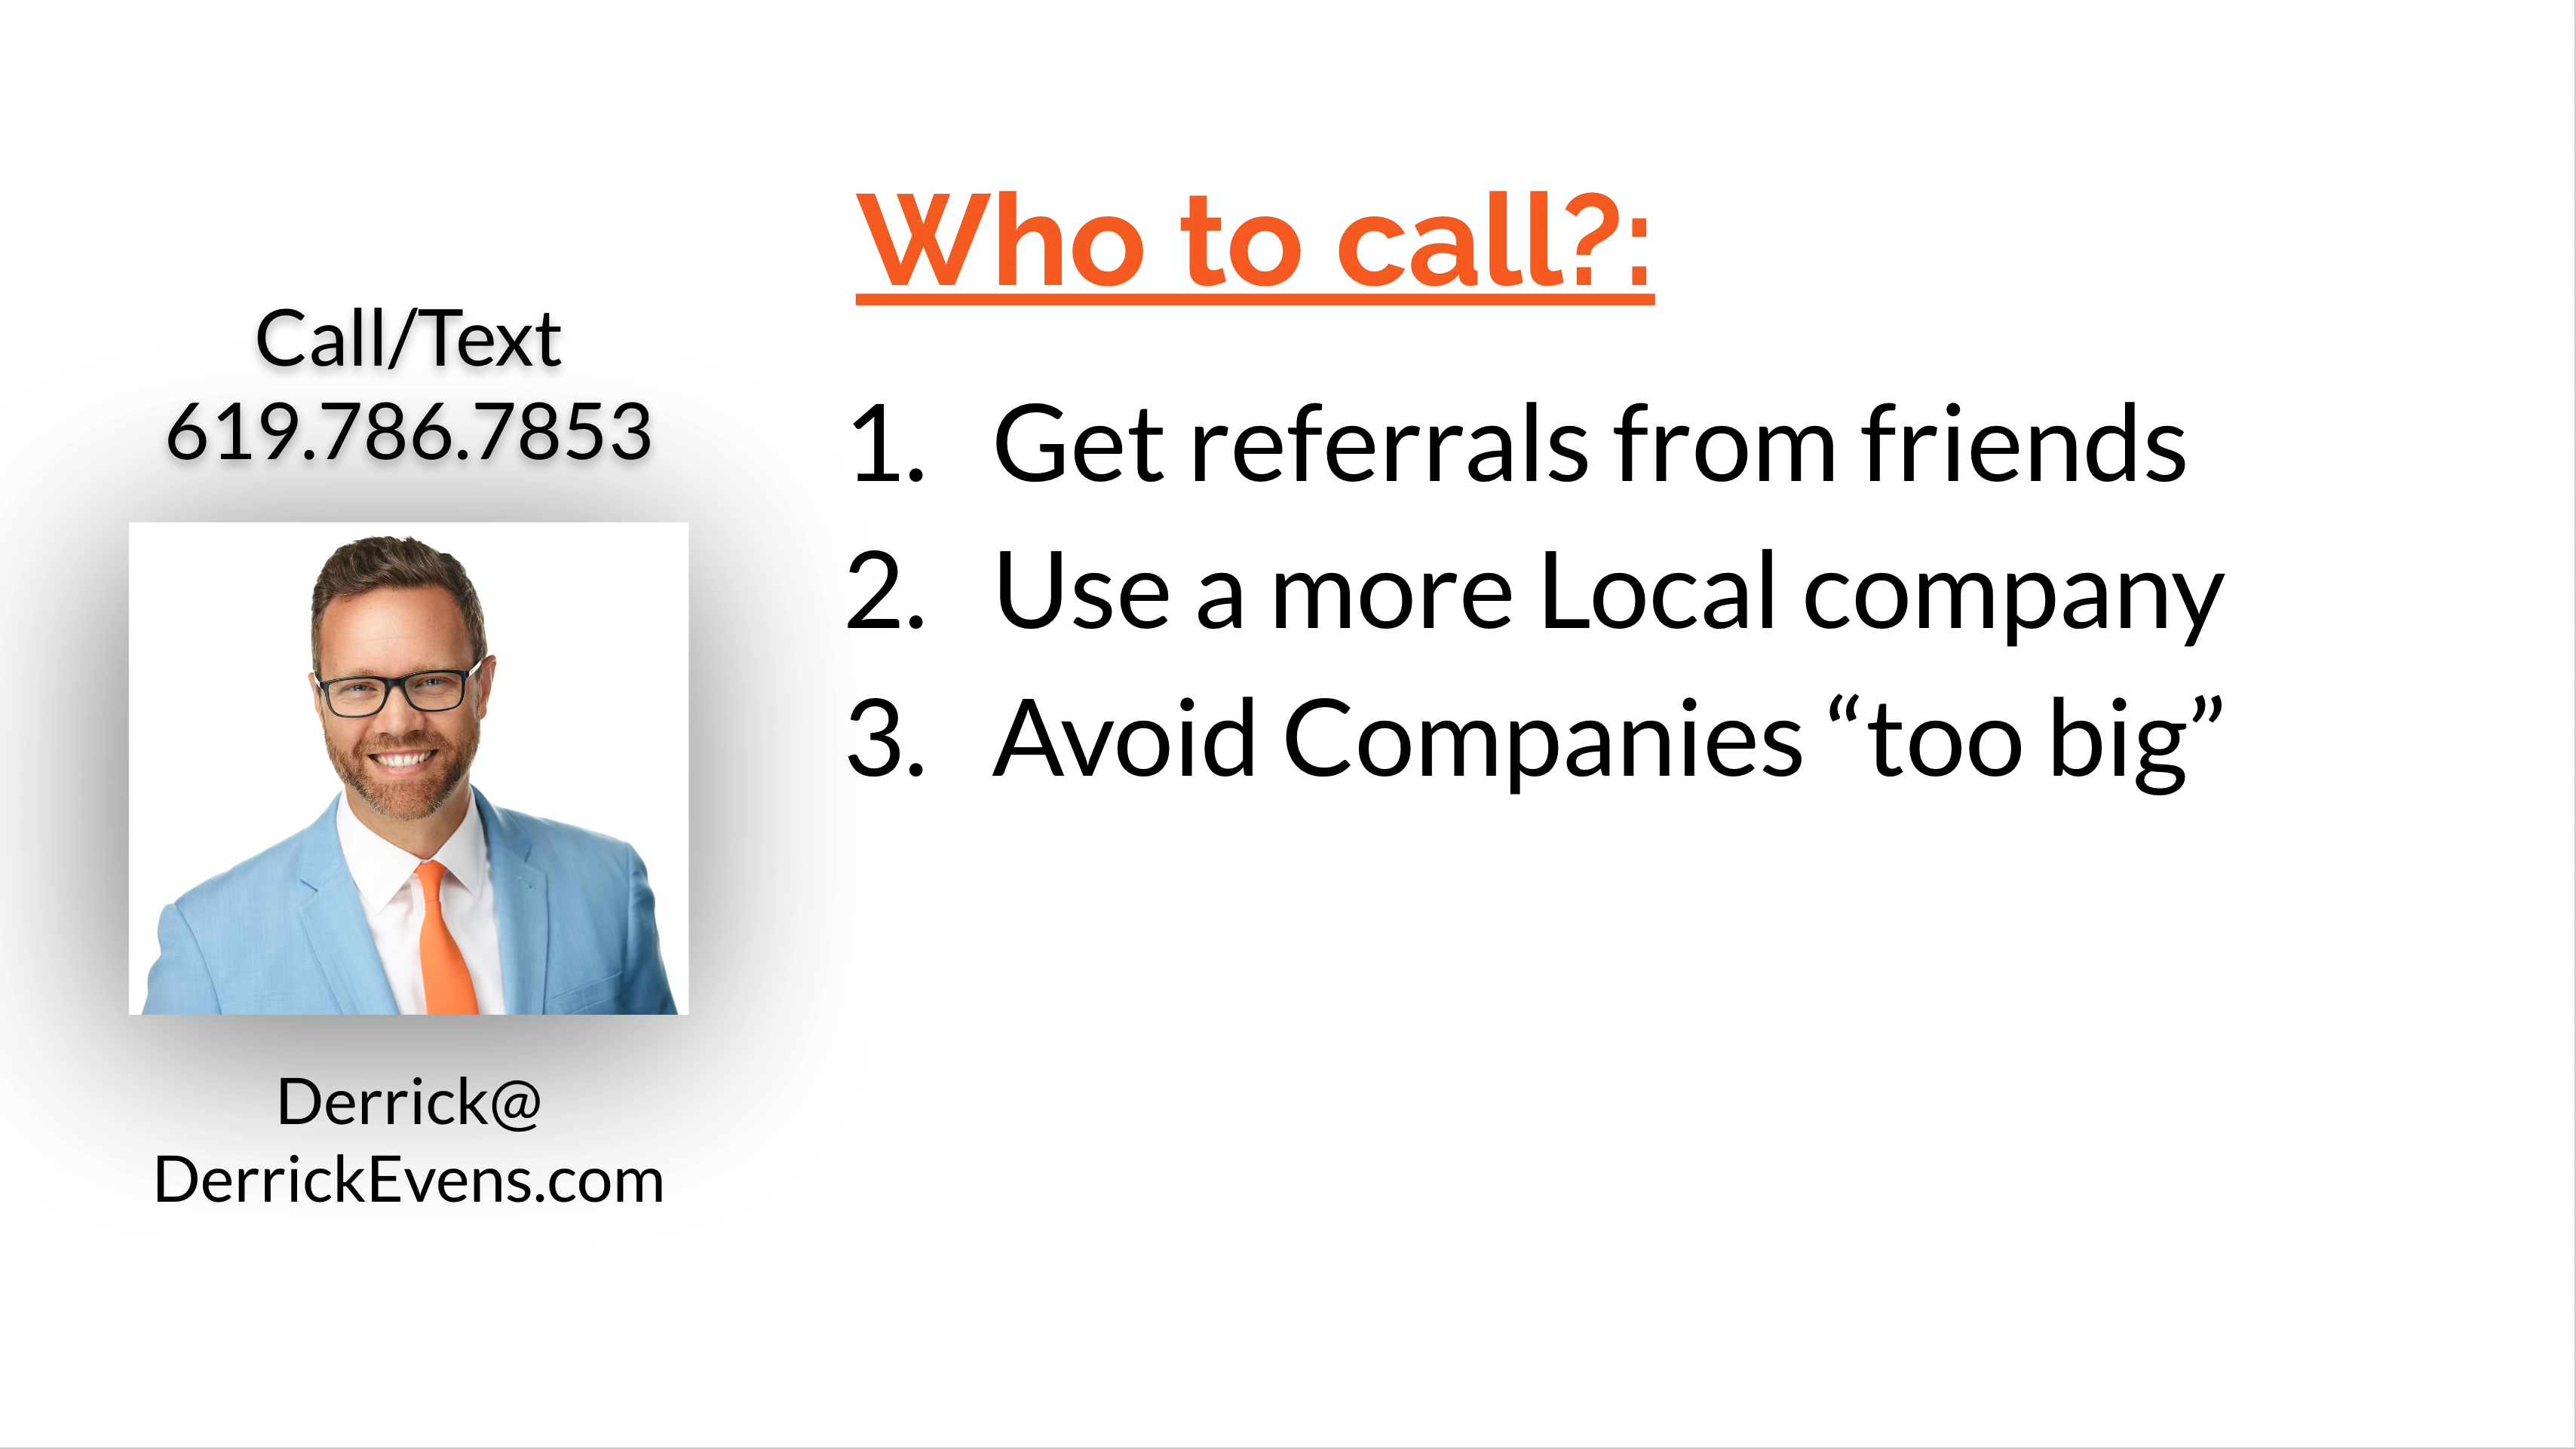 Who to call?:
Call/Text
619.786.7853
1. Get referrals from friends
2. Use a more Local company
3. Avoid Companies “too big”
Derrick@
DerrickEvens.com